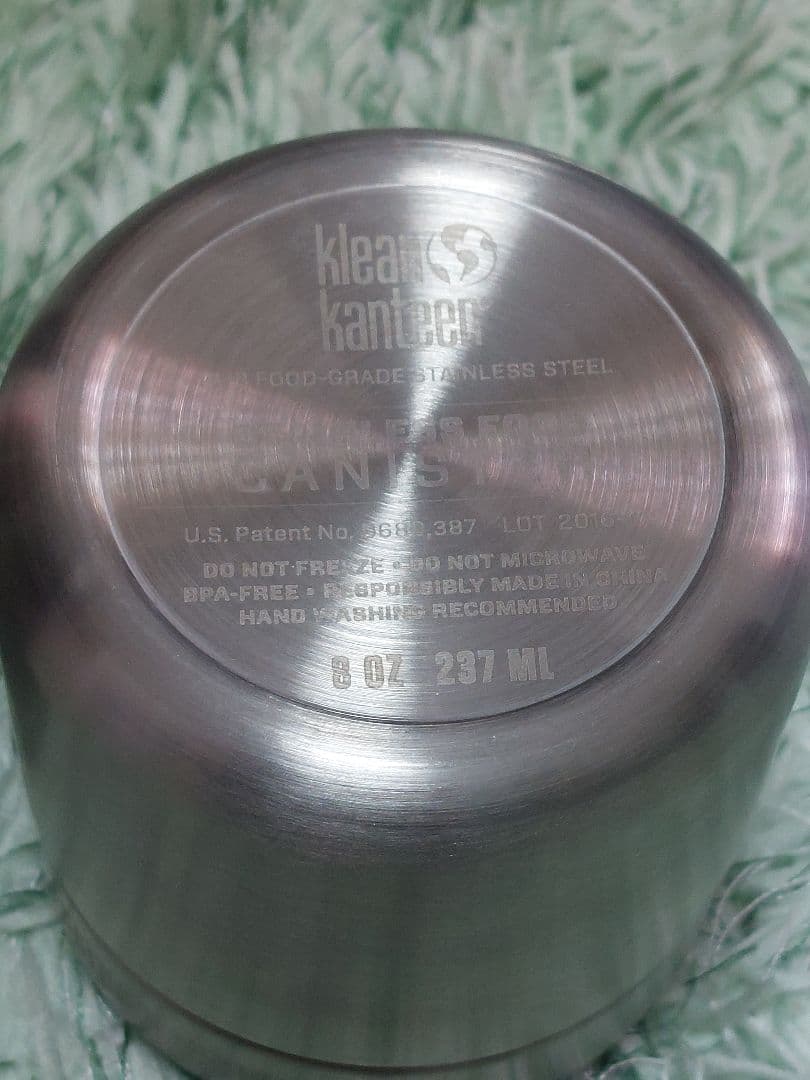 klean
kanteen
FOOD-GRADE STAINLESS STEEL
CANISTER
U.S. Patent No. LOT
DO NOT FREEZE • DO NOT MICROWAVE
BPA-FREE • RESPONSIBLY MADE IN CHINA
HAND WASHING RECOMMENDED
8 OZ 237 ML